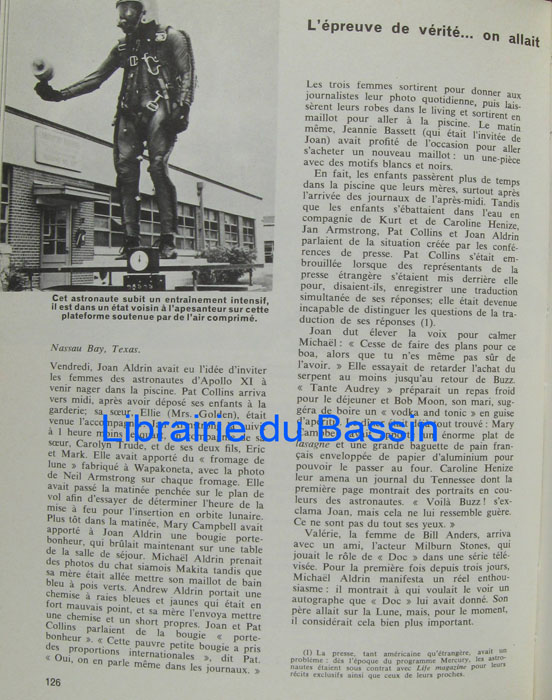 L'épreuve de vérité... on allait
Cet astronaute subit un entraînement intensif,
il est dans un état voisin à l'apesanteur sur cette
plateforme soutenue par de l'air comprimé.
Nassau Bay, Texas.
Vendredi, Joan Aldrin avait eu l'idée d'inviter
les femmes des astronautes d'Apollo XI à
venir nager dans la piscine. Pat Collins arriva
vers midi, après avoir déposé ses enfants à la
garderie; sa sœur, Ellie (Mrs. Golden), était
venue l'accompagner.
à 1 heure moins le quart, accompagnée de sa
sœur, Carolyn Trude, et de ses deux fils, Eric
et Mark. Elle avait apporté du « fromage de
lune » fabriqué à Wapakoneta, avec la photo
de Neil Armstrong sur chaque fromage. Elle
avait passé la matinée penchée sur le plan de
vol afin d'essayer de déterminer l'heure de la
mise à feu pour l'insertion en orbite lunaire.
Plus tôt dans la matinée, Mary Campbell avait
apporté à Joan Aldrin une bougie porte-
bonheur, qui brûlait maintenant sur une table
de la salle de séjour. Michaël Aldrin prenait
des photos du chat siamois Makita tandis que
sa mère était allée mettre son maillot de bain
bleu à pois verts. Andrew Aldrin portait une
chemise à raies bleues et jaunes qui était en
fort mauvais point, et sa mère l'envoya mettre
une chemise et un short propres. Joan et Pat
Collins parlaient de la bougie « porte-
bonheur ». « Cette pauvre petite bougie a pris
des proportions internationales », dit Pat.
« Oui, on en parle même dans les journaux. »
126
Les trois femmes sortirent pour donner aux
journalistes leur photo quotidienne, puis lais-
sèrent leurs robes dans le living et sortirent en
maillot pour aller à la piscine. Le matin
même, Jeannie Bassett (qui était l'invitée de
Joan) avait profité de l'occasion pour aller
s'acheter un nouveau maillot : un une-pièce
avec des motifs blancs et noirs.
En fait, les enfants passèrent plus de temps
dans la piscine que leurs mères, surtout après
l'arrivée des journaux de l'après-midi. Tandis
que les enfants s'ébattaient dans l'eau en
compagnie de Kurt et de Caroline Henize,
Jan Armstrong, Pat Collins et Joan Aldrin
parlaient de la situation créée par les confé-
rences de presse. Pat Collins s'était em-
brouillée lorsque des représentants de la
presse étrangère s'étaient mis derrière elle
pour, disaient-ils, enregistrer une traduction
simultanée de ses réponses; elle était devenue
incapable de distinguer les questions de la tra-
duction de ses réponses (1).
Joan dut élever la voix pour calmer
Michaël : « Cesse de faire des plans pour ce
boa, alors que tu n'es même pas sûr de
l'avoir. » Elle essayait de retarder l'achat du
serpent au moins jusqu'au retour de Buzz.
« Tante Audrey » préparait un repas froid
pour le déjeuner et Bob Moon, son mari, sug-
géra de boire un « vodka and tonic » en guise
d'apéritif. tout trouvé : Mary
Campbell un énorme plat de
lasagne et une grande baguette de pain fran-
çais enveloppée de papier d'aluminium pour
pouvoir le passer au four. Caroline Henize
leur amena un journal du Tennessee dont la
première page montrait des portraits en cou-
leurs des astronautes. « Voilà Buzz ! s'ex-
clama Joan, mais cela ne lui ressemble guère.
Ce ne sont pas du tout ses yeux. »
Valérie, la femme de Bill Anders, arriva
avec un ami, l'acteur Milburn Stones, qui
jouait le rôle de « Doc » dans une série télé-
visée. Pour la première fois depuis trois jours,
Michaël Aldrin manifesta un réel enthou-
siasme : il montrait à qui voulait le voir un
autographe que « Doc » lui avait donné. Son
père allait sur la Lune, mais, pour le moment,
il considérait cela bien plus important.
(1) La presse, tant américaine qu'étrangère, avait un
problème : dès l'époque du programme Mercury, les astro-
nautes étaient sous contrat avec Life magazine pour leurs
récits exclusifs ainsi que ceux de leurs proches.
Librairie du Bassin